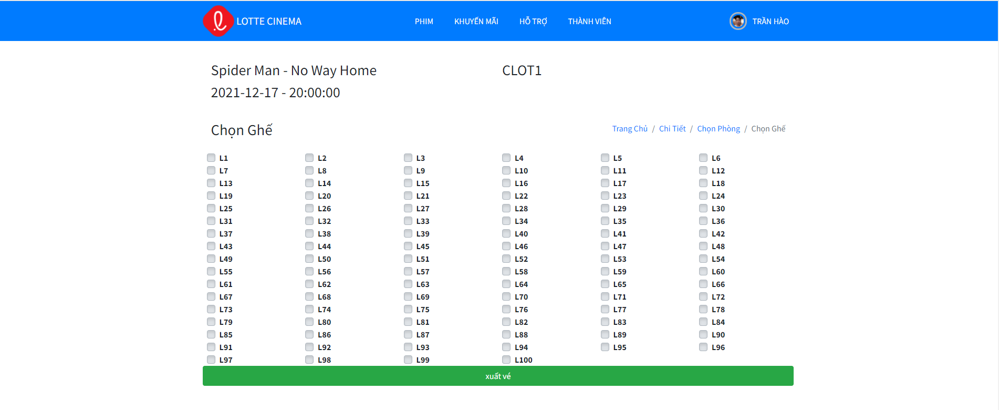 LOTTE CINEMA PHIM KHUYẾN MÃI HỖ TRỢ THÀNH VIÊN TRẦN HÀO
Spider Man - No Way Home CLOT1
2021-12-17 - 20:00:00
Chọn Ghế Trang Chủ / Chi Tiết / Chọn Phòng / Chọn Ghế
L1 L2 L3 L4 L5 L6
L7 L8 L9 L10 L11 L12
L13 L14 L15 L16 L17 L18
L19 L20 L21 L22 L23 L24
L25 L26 L27 L28 L29 L30
L31 L32 L33 L34 L35 L36
L37 L38 L39 L40 L41 L42
L43 L44 L45 L46 L47 L48
L49 L50 L51 L52 L53 L54
L55 L56 L57 L58 L59 L60
L61 L62 L63 L64 L65 L66
L67 L68 L69 L70 L71 L72
L73 L74 L75 L76 L77 L78
L79 L80 L81 L82 L83 L84
L85 L86 L87 L88 L89 L90
L91 L92 L93 L94 L95 L96
L97 L98 L99 L100
xuất vé